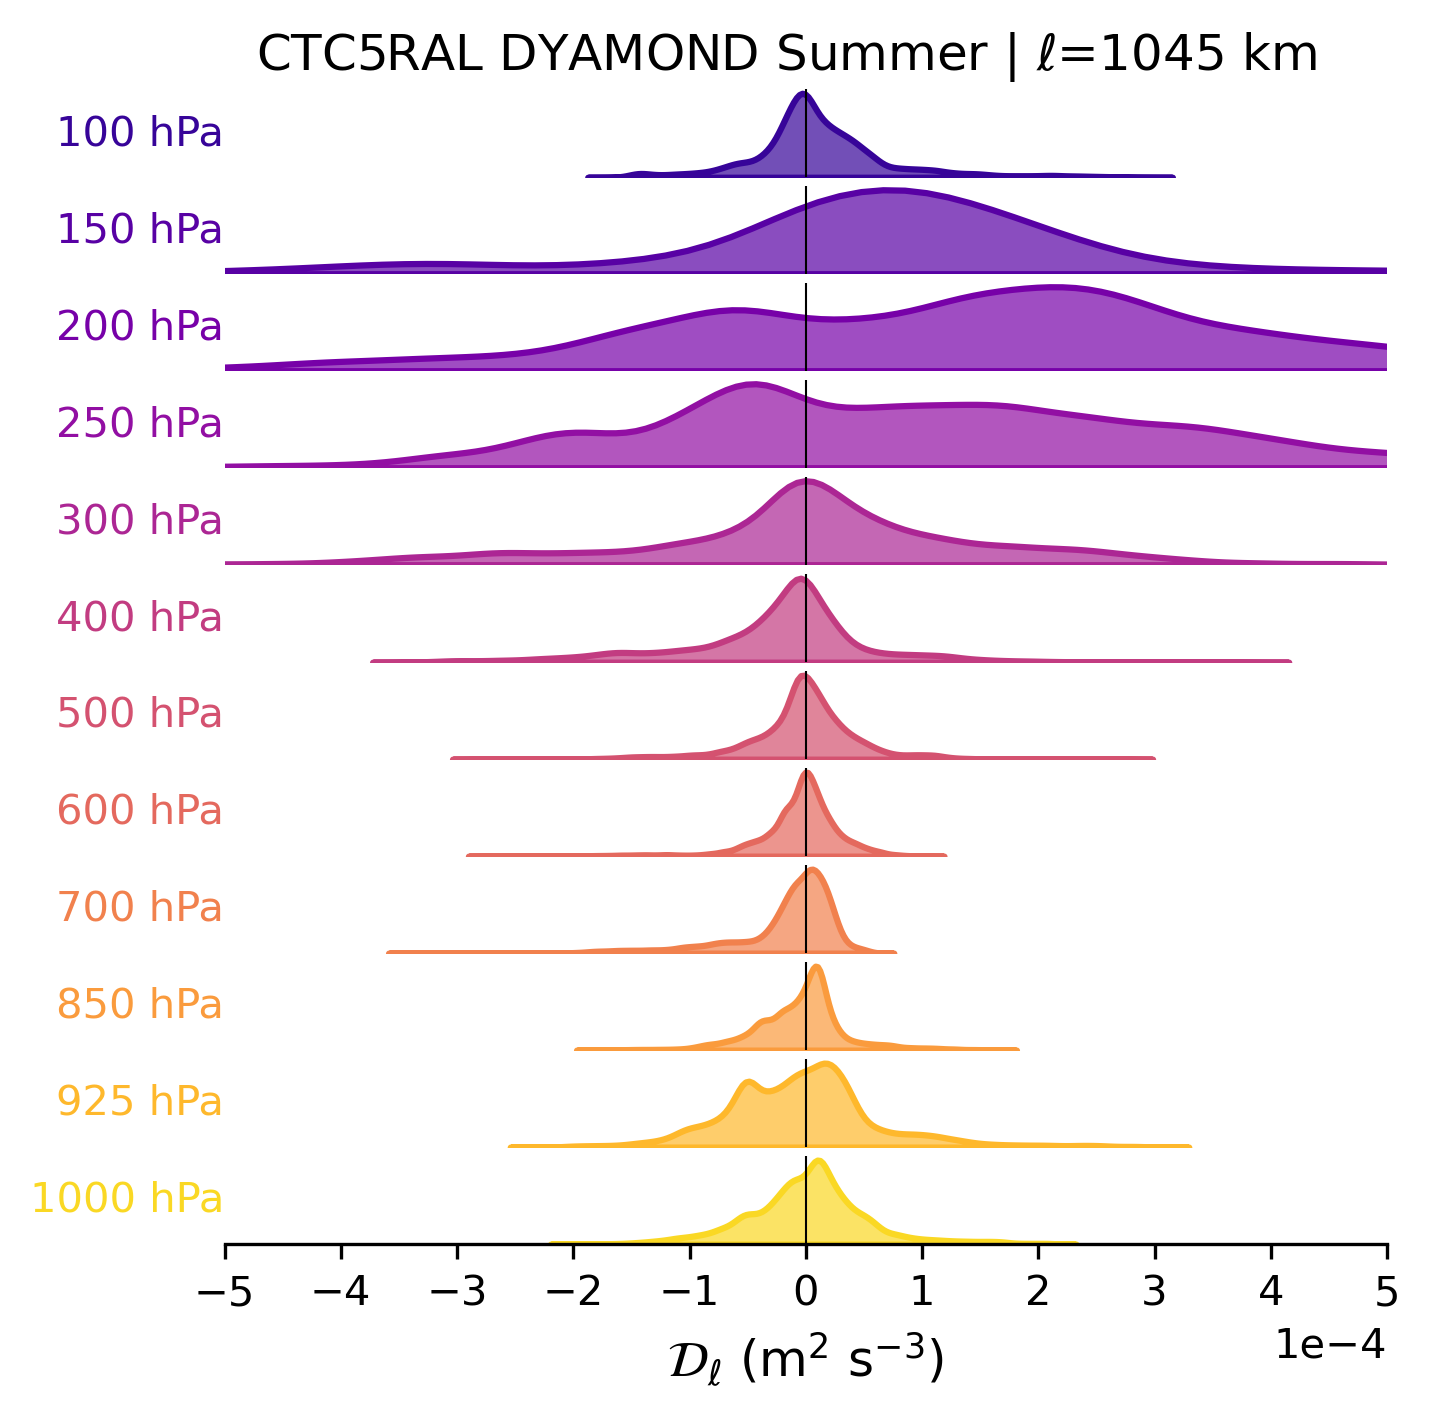 CTC5RAL DYAMOND Summer | ℓ=1045 km
100 hPa
150 hPa
200 hPa
250 hPa
300 hPa
400 hPa
500 hPa
600 hPa
700 hPa
850 hPa
925 hPa
1000 hPa
−5 −4 −3 −2 −1 0 1 2 3 4 5
1e−4
𝒟ℓ (m² s⁻³)